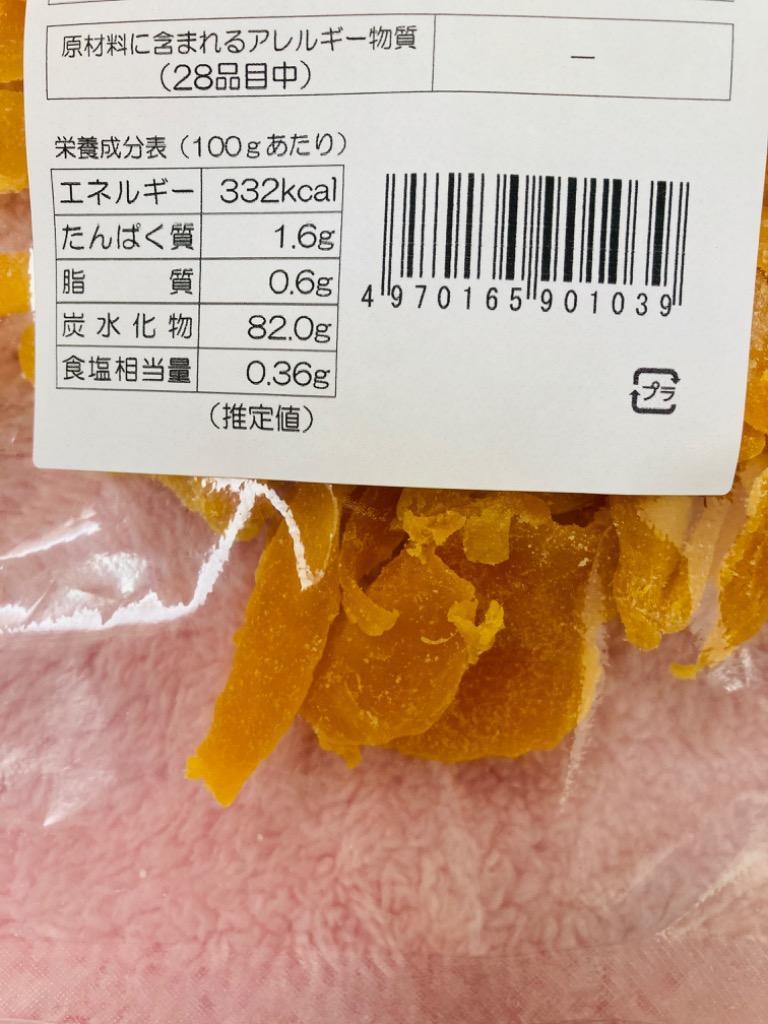 原材料に含まれるアレルギー物質
（28品目中）
－
栄養成分表（100gあたり）
エネルギー 332kcal
たんぱく質 1.6g
脂質 0.6g
炭水化物 82.0g
食塩相当量 0.36g
（推定値）
4970165901039
プラ